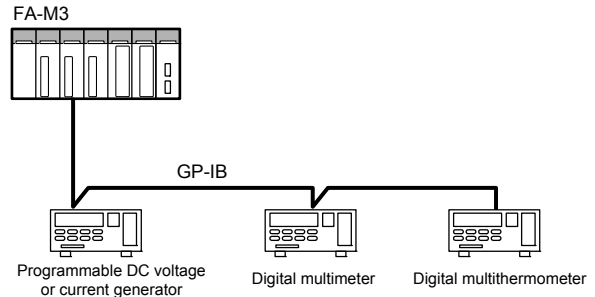 FA-M3
GP-IB
Programmable DC voltage
or current generator
Digital multimeter
Digital multithermometer